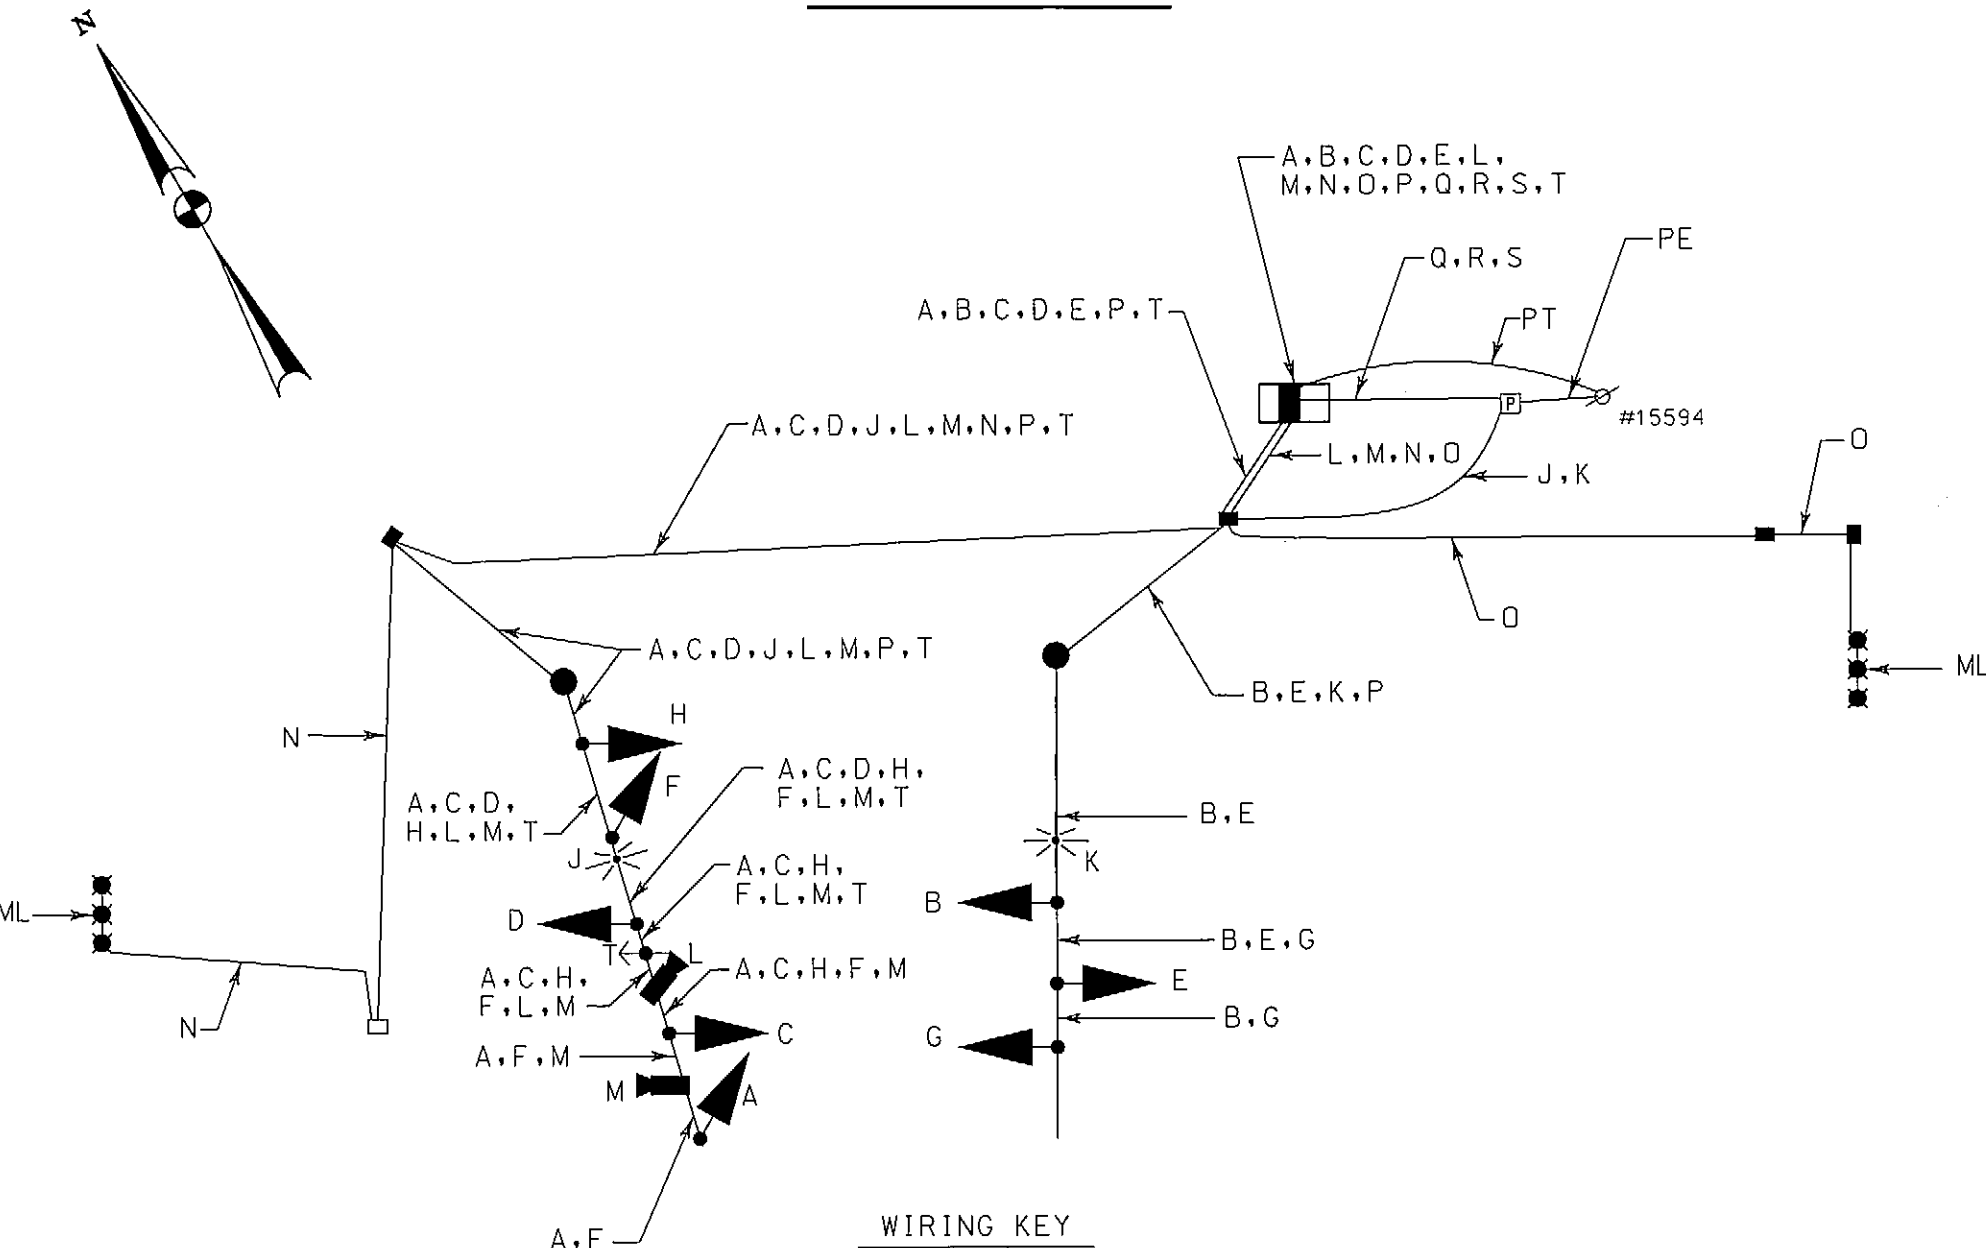 N
A,B,C,D,E,L,
M,N,O,P,Q,R,S,T
PE
Q,R,S
A,B,C,D,E,P,T
PT
P
#15594
A,C,D,J,L,M,N,P,T
L,M,N,O
O
J,K
O
A,C,D,J,L,M,P,T
ML
B,E,K,P
H
N
F
A,C,D,H,
F,L,M,T
A,C,D,
H,L,M,T
B,E
J
K
A,C,H,
F,L,M,T
B
ML
D
B,E,G
T
L
A,C,H,F,M
A,C,H,
F,L,M
E
N
B,G
C
G
A,F,M
M
A
A,F
WIRING KEY